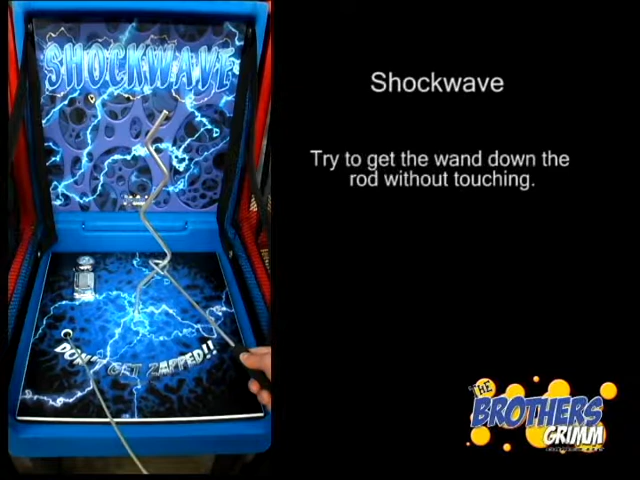 SHOCKWAVE
DON'T GET ZAPPED!!
Shockwave
Try to get the wand down the
rod without touching.
THE
BROTHERS
GRIMM